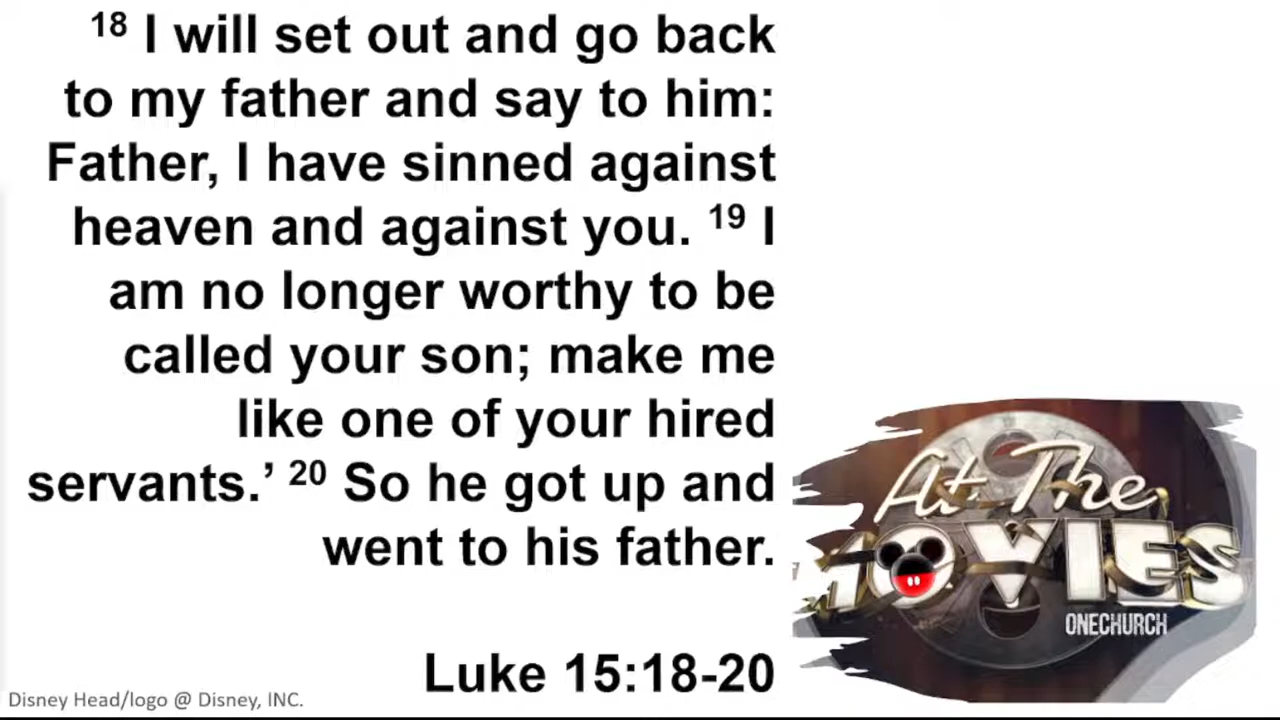 18 I will set out and go back
to my father and say to him:
Father, I have sinned against
heaven and against you. 19 I
am no longer worthy to be
called your son; make me
like one of your hired
servants.’ 20 So he got up and
went to his father.
Luke 15:18-20
At The
MOVIES
ONECHURCH
Disney Head/logo @ Disney, INC.